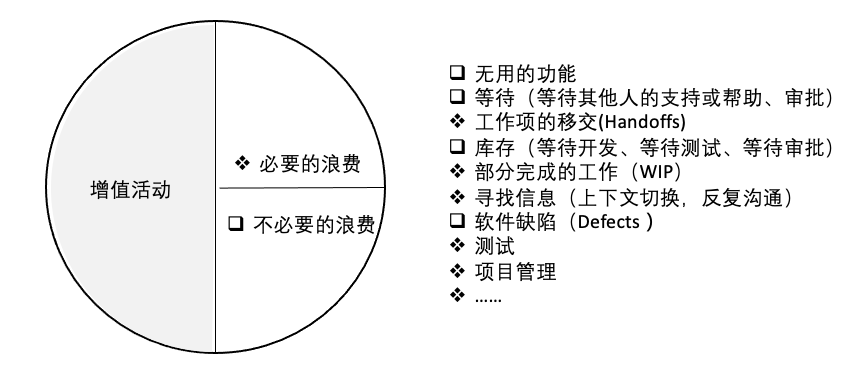 增值活动
❖ 必要的浪费
❑ 不必要的浪费
❑ 无用的功能
❑ 等待（等待其他人的支持或帮助、审批）
❖ 工作项的移交(Handoffs)
❑ 库存（等待开发、等待测试、等待审批）
❖ 部分完成的工作（WIP）
❖ 寻找信息（上下文切换，反复沟通）
❑ 软件缺陷（Defects ）
❖ 测试
❖ 项目管理
❖ ......